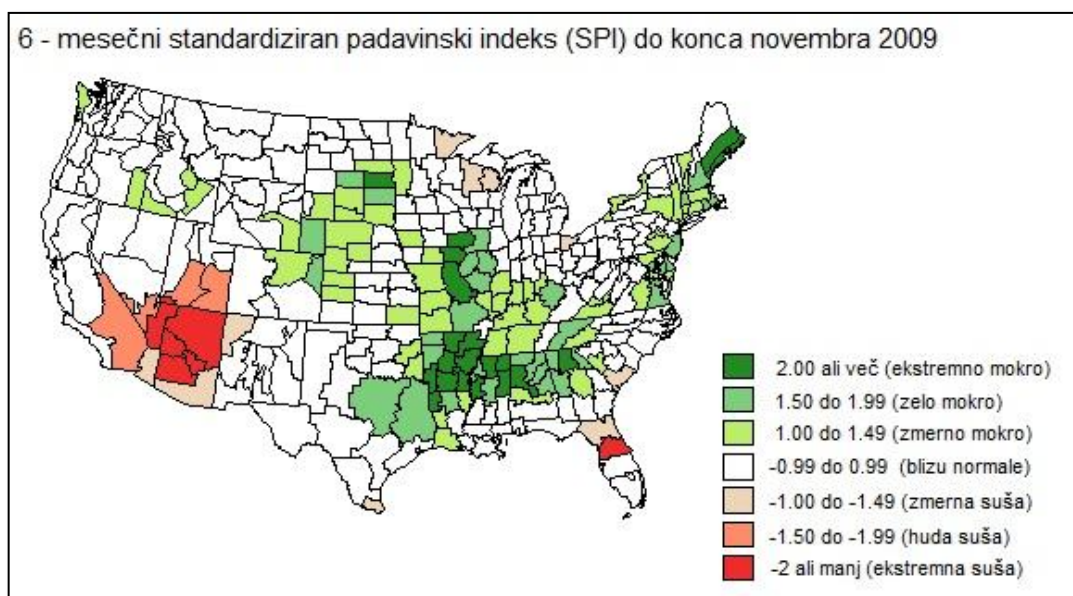 6 - mesečni standardiziran padavinski indeks (SPI) do konca novembra 2009
2.00 ali več (ekstremno mokro)
1.50 do 1.99 (zelo mokro)
1.00 do 1.49 (zmerno mokro)
-0.99 do 0.99 (blizu normale)
-1.00 do -1.49 (zmerna suša)
-1.50 do -1.99 (huda suša)
-2 ali manj (ekstremna suša)